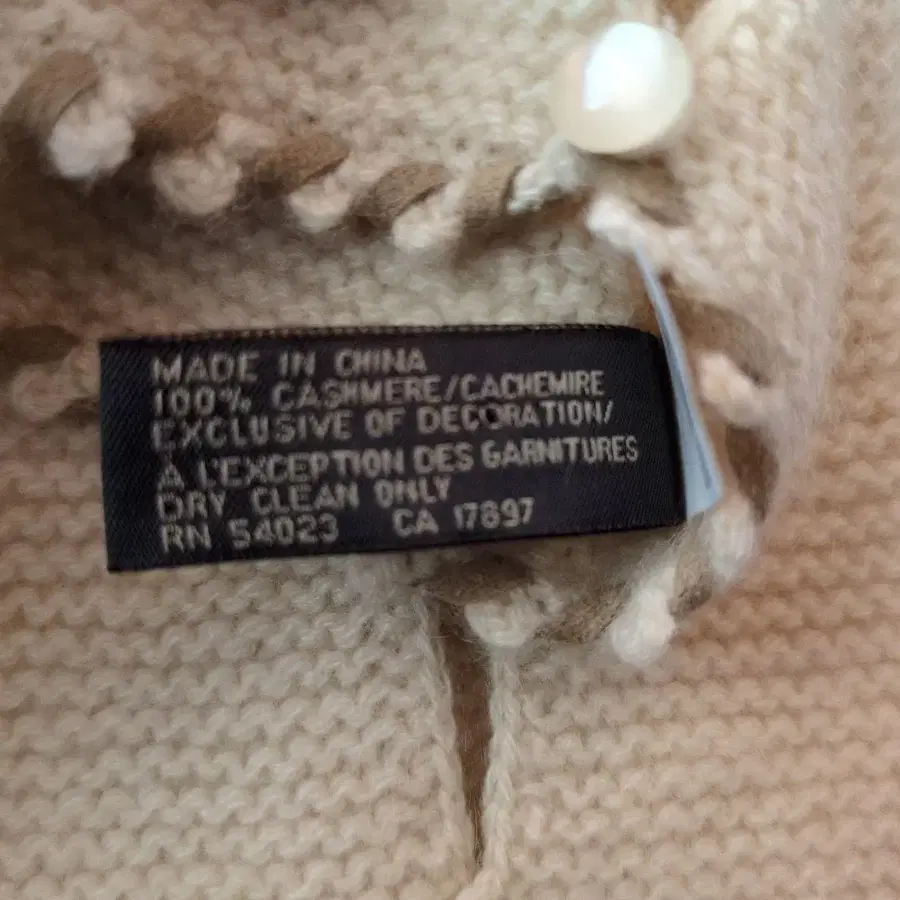 MADE IN CHINA
100% CASHMERE/CACHEMIRE
EXCLUSIVE OF DECORATION/
À L'EXCEPTION DES GARNITURES
DRY CLEAN ONLY
RN 54023 CA 17897